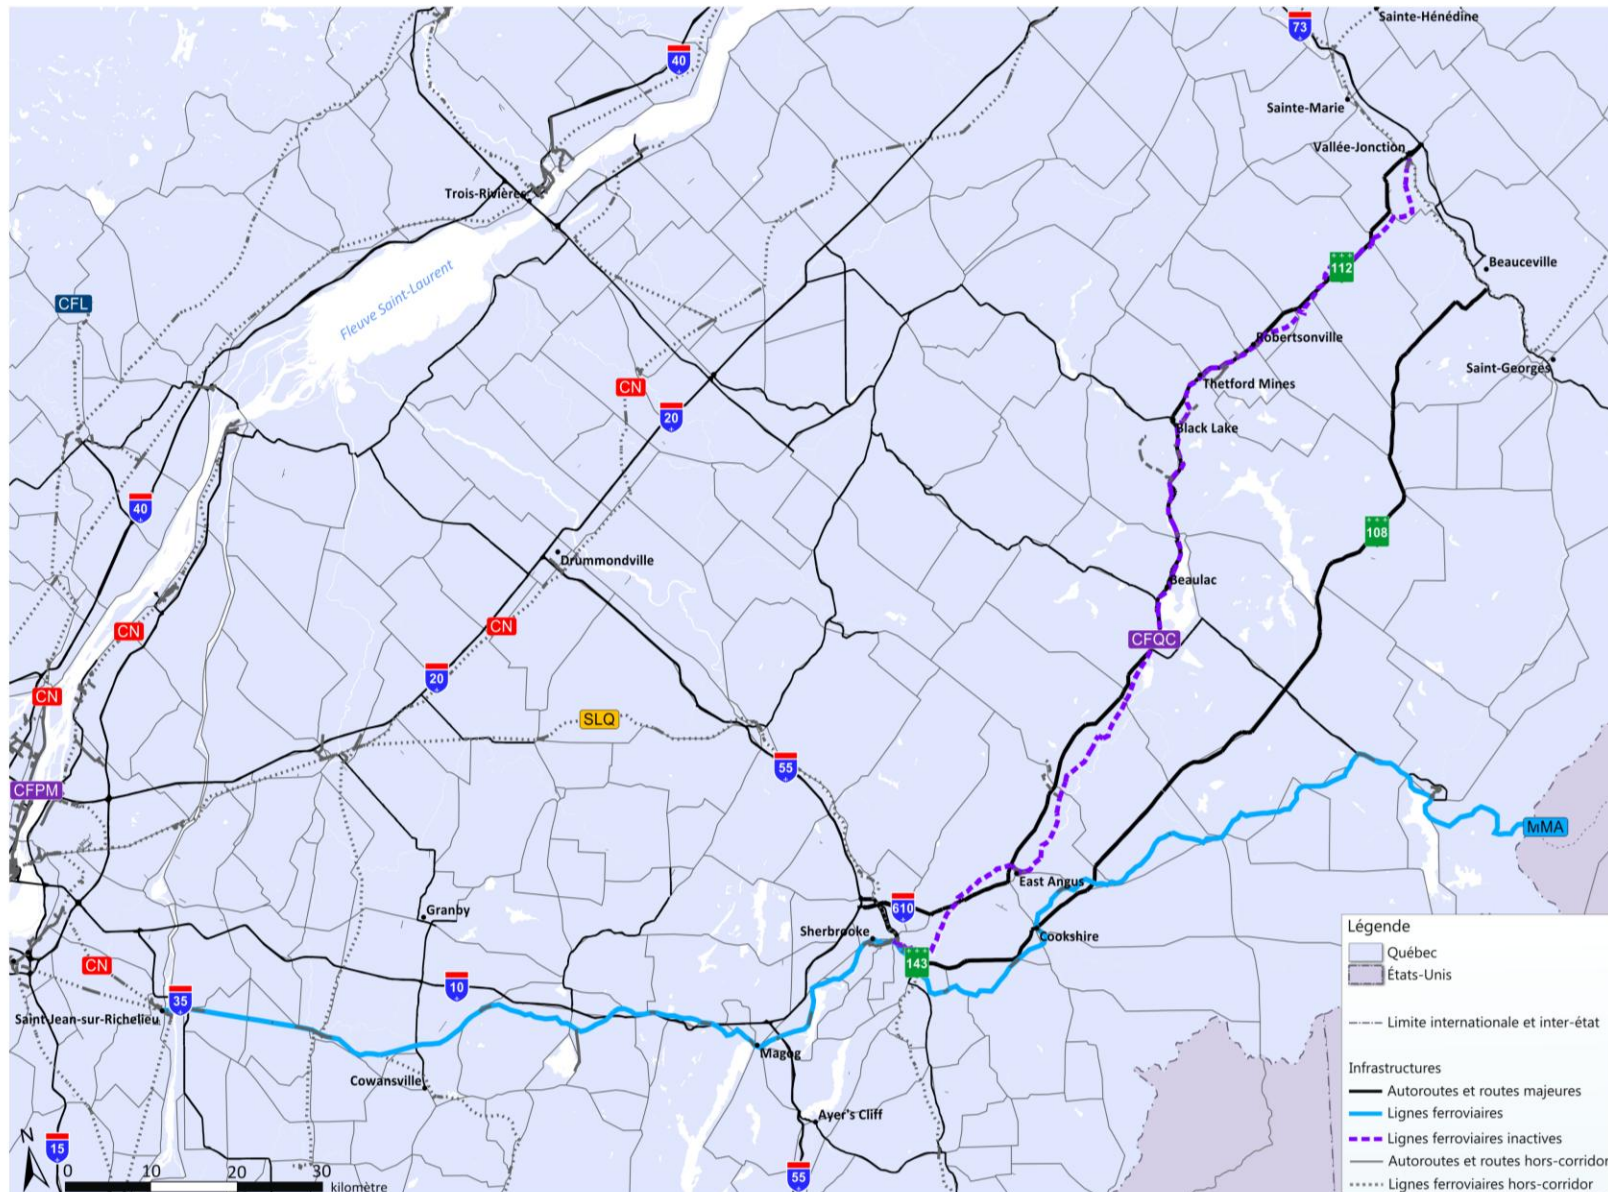 Sainte-Hénédine
73
40
Sainte-Marie
Vallée-Jonction
Trois-Rivières
112
Beauceville
Fleuve Saint-Laurent
CFL
Robertsonville
Saint-Georges
CN
Thetford Mines
20
Black Lake
40
108
Drummondville
Beaulac
CN
CN
CFQC
20
CN
SLQ
55
CFPM
MMA
East Angus
610
Granby
Sherbrooke
Cookshire
143
CN
10
35
Saint-Jean-sur-Richelieu
Magog
Cowansville
Ayer's Cliff
15
55
N
0 10 20 30 kilomètre
Légende
Québec
États-Unis
Limite internationale et inter-état
Infrastructures
Autoroutes et routes majeures
Lignes ferroviaires
Lignes ferroviaires inactives
Autoroutes et routes hors-corridor
Lignes ferroviaires hors-corridor